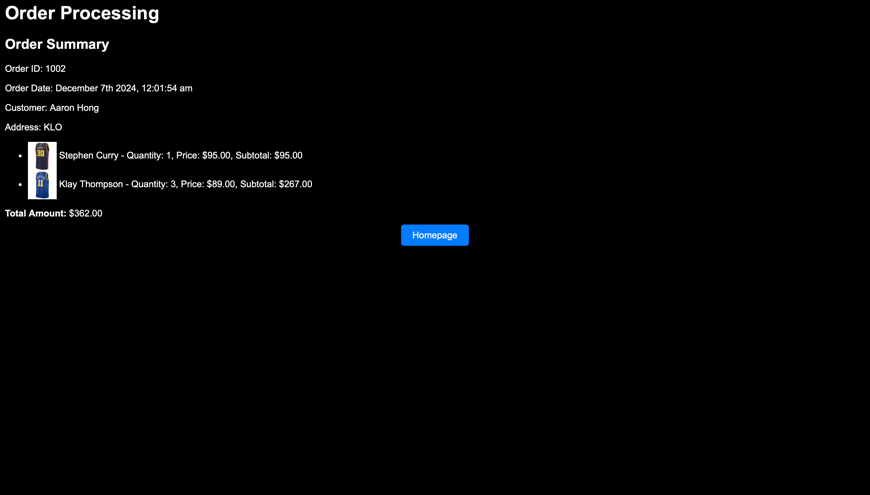 Order Processing
Order Summary
Order ID: 1002
Order Date: December 7th 2024, 12:01:54 am
Customer: Aaron Hong
Address: KLO
30
Stephen Curry - Quantity: 1, Price: $95.00, Subtotal: $95.00
11
Klay Thompson - Quantity: 3, Price: $89.00, Subtotal: $267.00
Total Amount: $362.00
Homepage